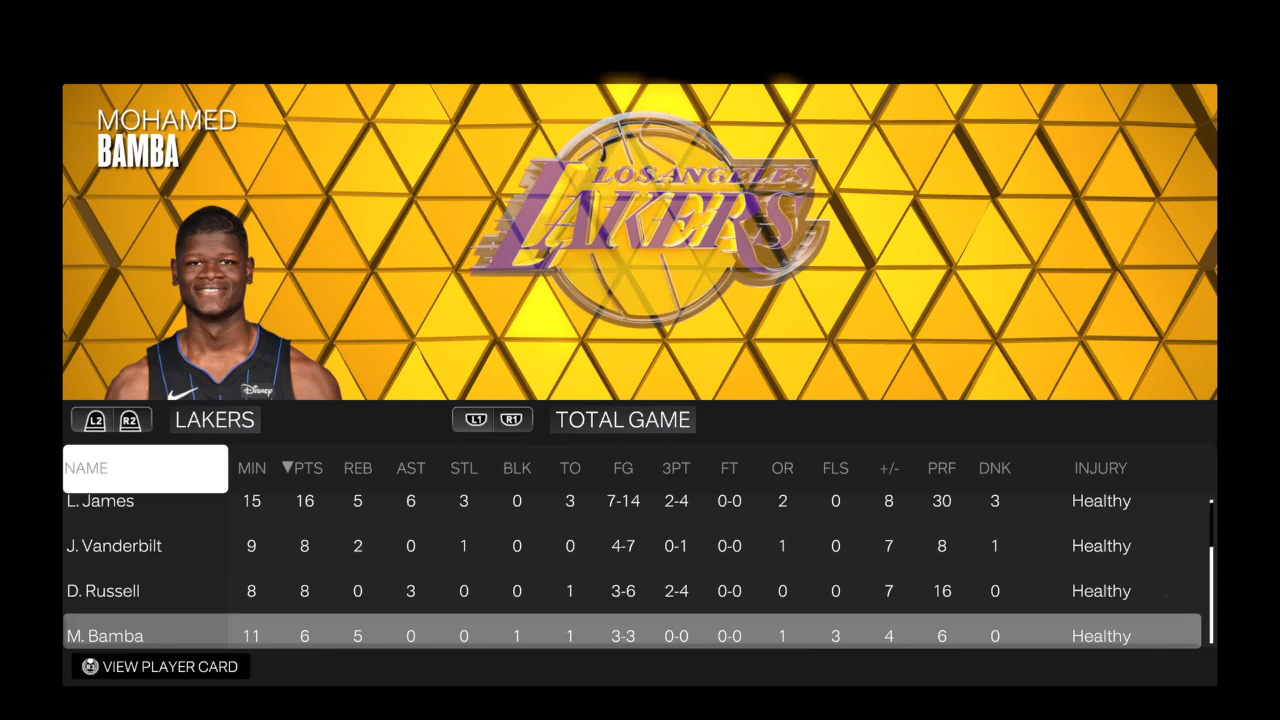 MOHAMED
BAMBA
LOS ANGELES
LAKERS
Disney
L2 R2 LAKERS L1 R1 TOTAL GAME
NAME MIN ▼PTS REB AST STL BLK TO FG 3PT FT OR FLS +/- PRF DNK INJURY
L. James 15 16 5 6 3 0 3 7-14 2-4 0-0 2 0 8 30 3 Healthy
J. Vanderbilt 9 8 2 0 1 0 0 4-7 0-1 0-0 1 0 7 8 1 Healthy
D. Russell 8 8 0 3 0 0 1 3-6 2-4 0-0 0 0 7 16 0 Healthy
M. Bamba 11 6 5 0 0 1 1 3-3 0-0 0-0 1 3 4 6 0 Healthy
R3 VIEW PLAYER CARD